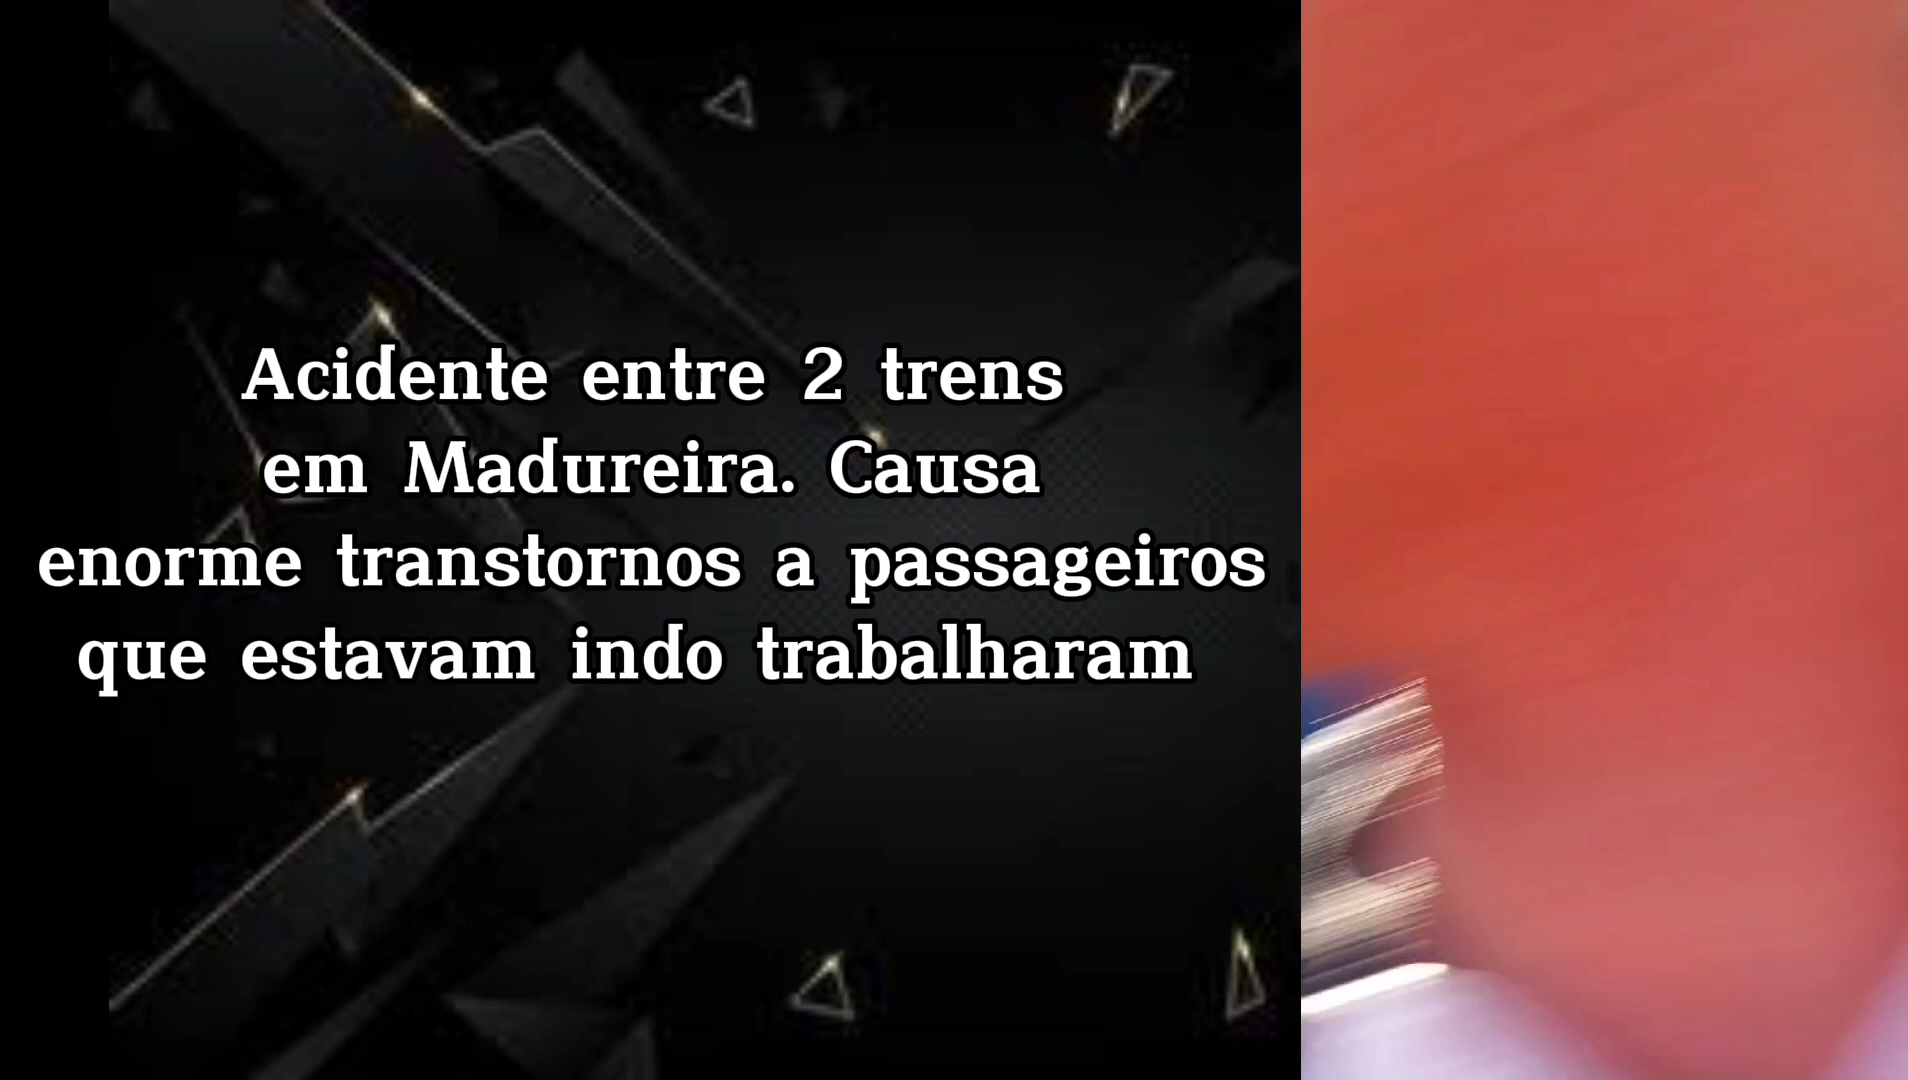 Acidente entre 2 trens
em Madureira. Causa
enorme transtornos a passageiros
que estavam indo trabalharam